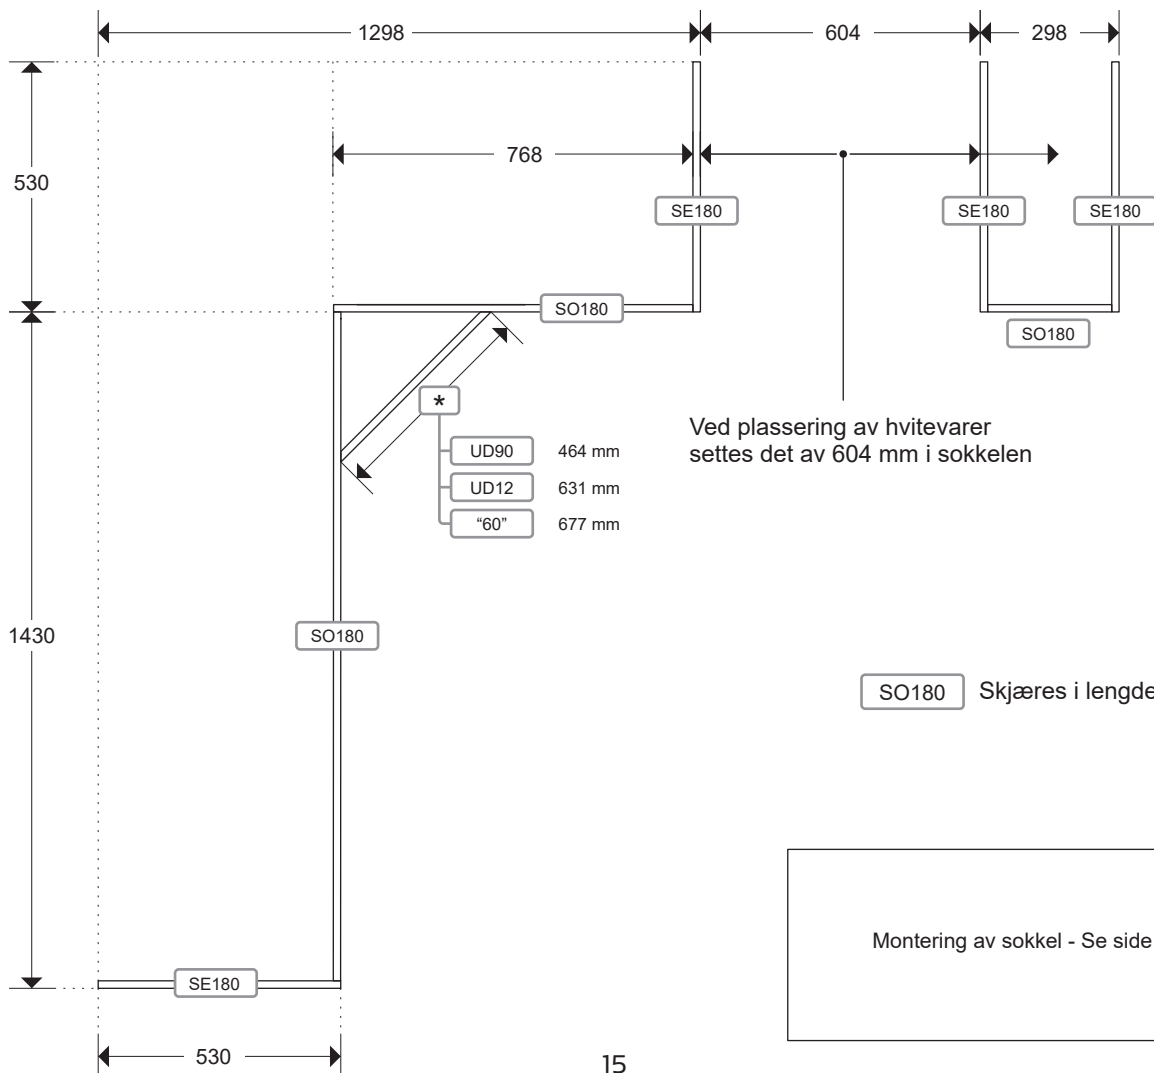 1298
604
298
530
768
SE180
SE180
SE180
SO180
SO180
*
UD90 464 mm
UD12 631 mm
“60” 677 mm
Ved plassering av hvitevarer
settes det av 604 mm i sokkelen
1430
SO180
SO180 Skjæres i lengde
Montering av sokkel - Se side
SE180
530
15